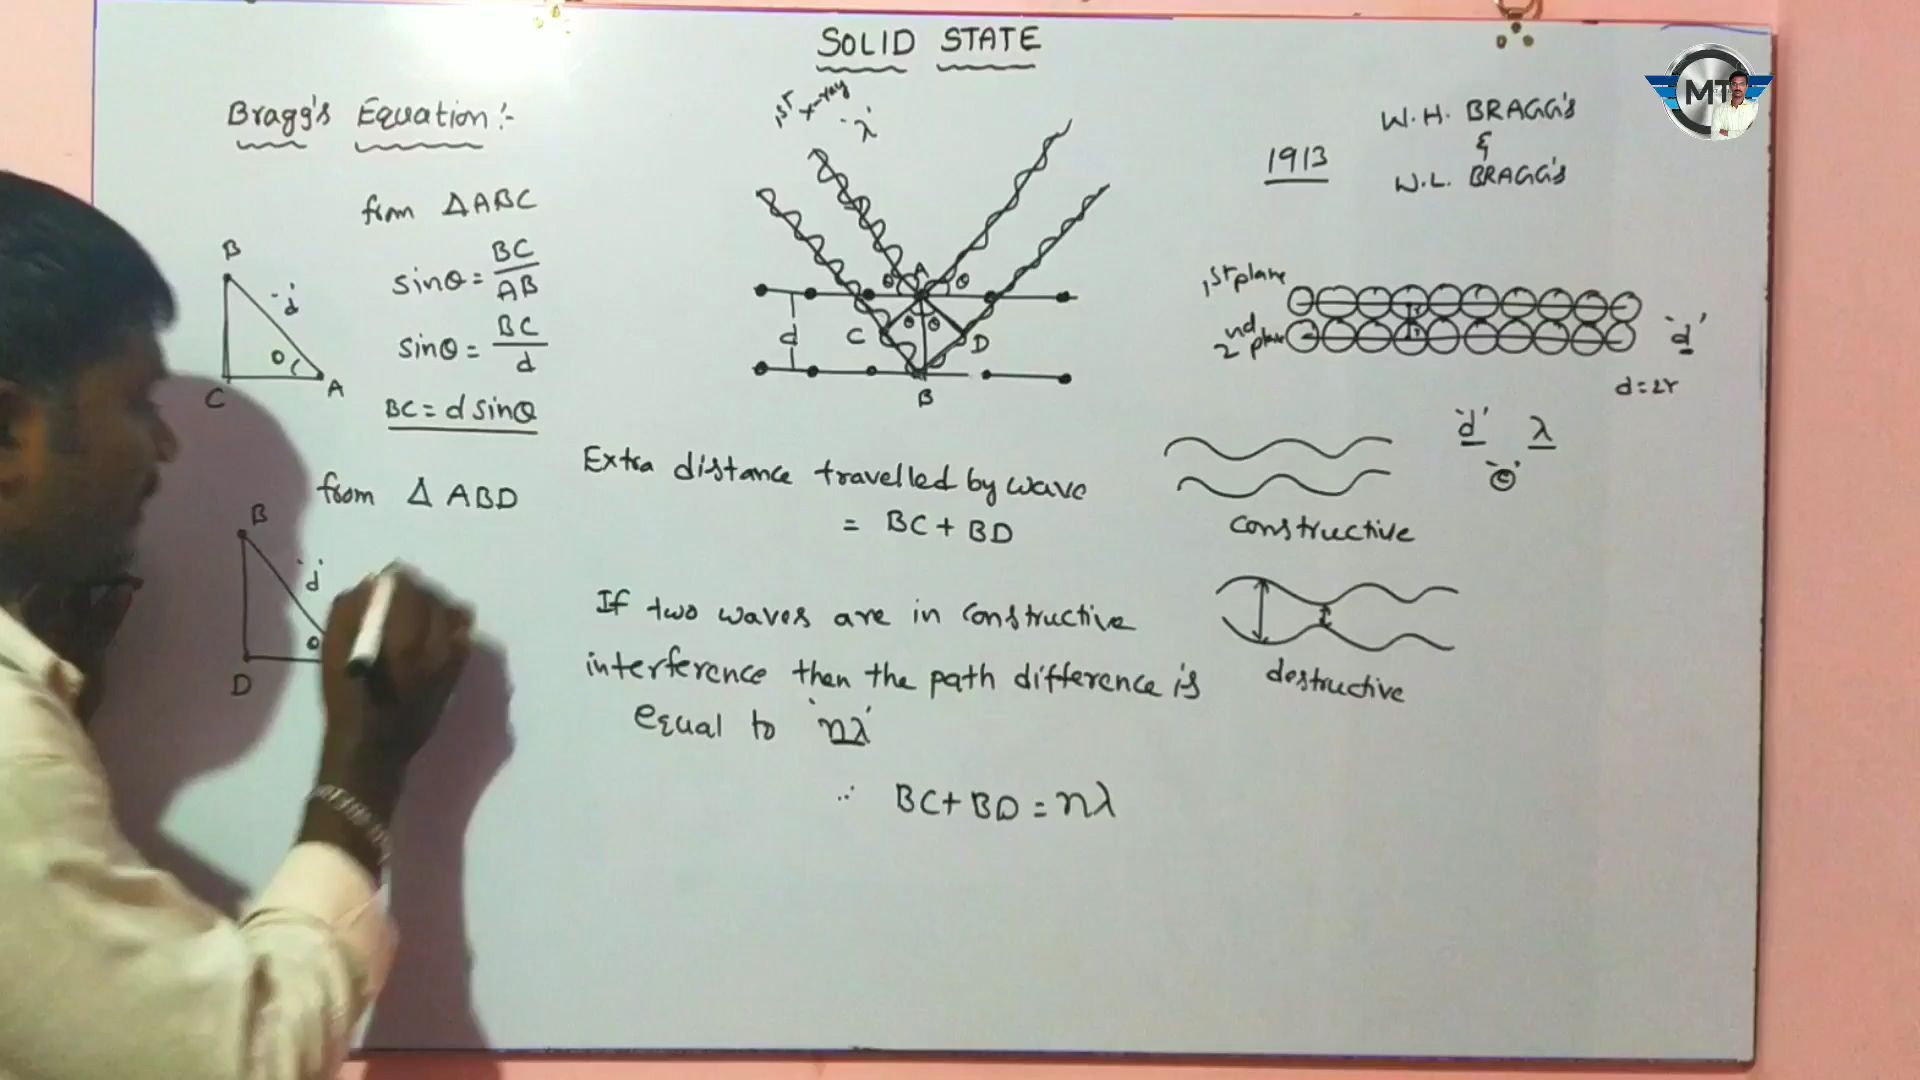 SOLID STATE
Bragg's Equation:-
from ΔABC
B
'd'
θ
C
A
sinθ = BC/AB
sinθ = BC/d
BC = d sinθ
from Δ ABD
B
'd'
θ
D
1st x-ray
'λ'
θ A θ
θ θ
d
C
D
B
Extra distance travelled by wave
= BC + BD
If two waves are in constructive
interference then the path difference is
equal to 'nλ'
∴ BC + BD = nλ
1913
W.H. BRAGG's
&
W.L. BRAGG's
1st plane
2nd plane
'd'
d = 2r
'd' λ
'θ'
constructive
destructive
MT